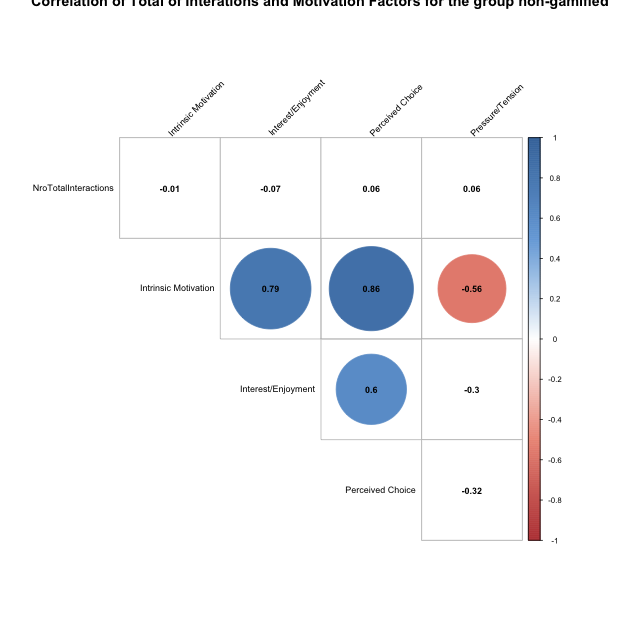 Correlation of Total of Interations and Motivation Factors for the group non-gamified
Intrinsic Motivation
Interest/Enjoyment
Perceived Choice
Pressure/Tension
NroTotalInteractions
-0.01
-0.07
0.06
0.06
Intrinsic Motivation
0.79
0.86
-0.56
Interest/Enjoyment
0.6
-0.3
Perceived Choice
-0.32
1
0.8
0.6
0.4
0.2
0
-0.2
-0.4
-0.6
-0.8
-1